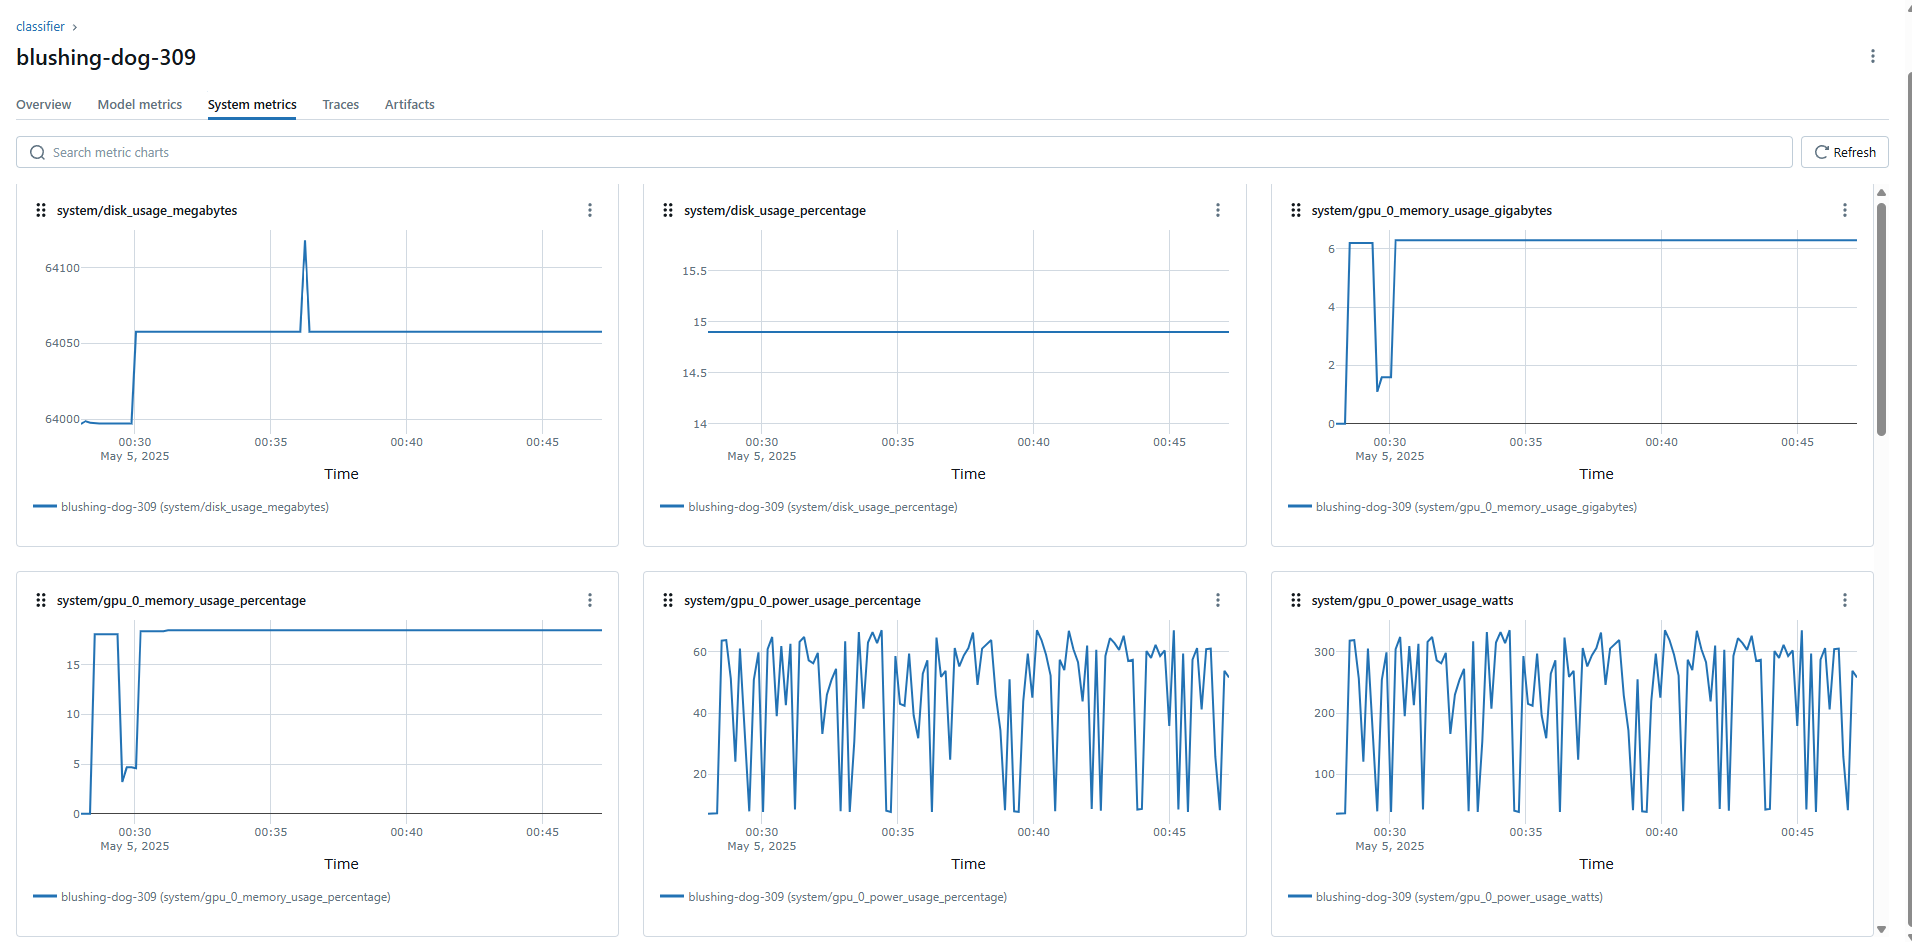 classifier ›
blushing-dog-309
Overview Model metrics System metrics Traces Artifacts
Search metric charts Refresh
system/disk_usage_megabytes
64100
64050
64000
00:30 00:35 00:40 00:45
May 5, 2025
Time
blushing-dog-309 (system/disk_usage_megabytes)
system/disk_usage_percentage
15.5
15
14.5
14
00:30 00:35 00:40 00:45
May 5, 2025
Time
blushing-dog-309 (system/disk_usage_percentage)
system/gpu_0_memory_usage_gigabytes
6
4
2
0
00:30 00:35 00:40 00:45
May 5, 2025
Time
blushing-dog-309 (system/gpu_0_memory_usage_gigabytes)
system/gpu_0_memory_usage_percentage
15
10
5
0
00:30 00:35 00:40 00:45
May 5, 2025
Time
blushing-dog-309 (system/gpu_0_memory_usage_percentage)
system/gpu_0_power_usage_percentage
60
40
20
00:30 00:35 00:40 00:45
May 5, 2025
Time
blushing-dog-309 (system/gpu_0_power_usage_percentage)
system/gpu_0_power_usage_watts
300
200
100
00:30 00:35 00:40 00:45
May 5, 2025
Time
blushing-dog-309 (system/gpu_0_power_usage_watts)